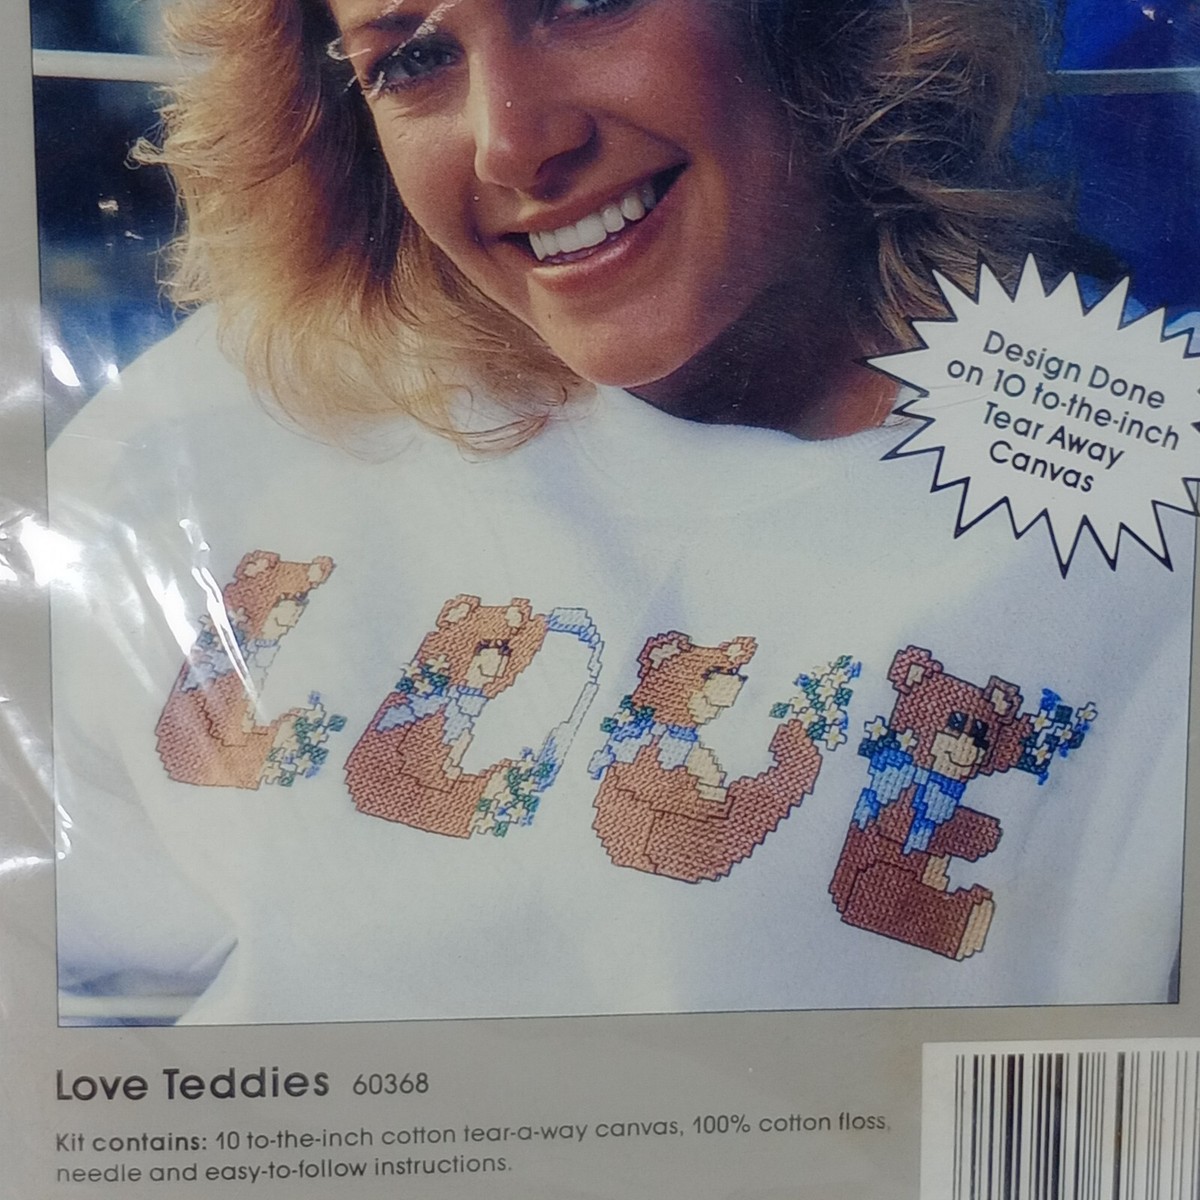 Design Done
on 10 to-the-inch
Tear Away
Canvas
LOVE
Love Teddies 60368
Kit contains: 10 to-the-inch cotton tear-a-way canvas, 100% cotton floss,
needle and easy-to-follow instructions.